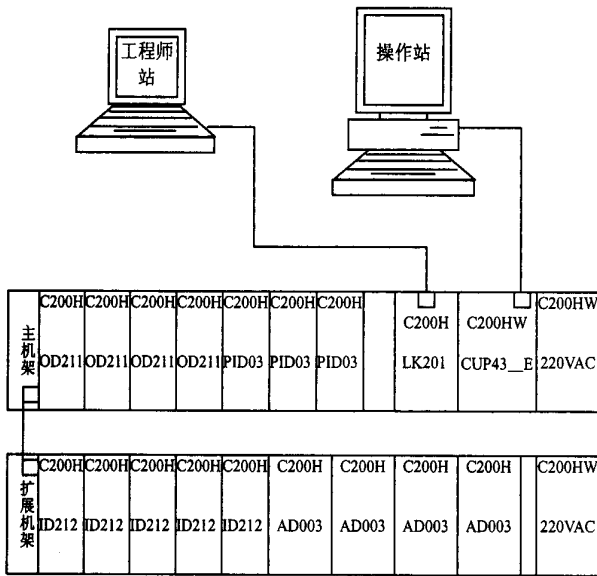 工程师
站
操作站
主机架
C200H C200H C200H C200H C200H C200H C200H C200H C200HW C200HW
OD211 OD211 OD211 OD211 PID03 PID03 PID03 LK201 CUP43__E 220VAC
扩展机架
C200H C200H C200H C200H C200H C200H C200H C200H C200H C200HW
ID212 ID212 ID212 ID212 ID212 AD003 AD003 AD003 AD003 220VAC